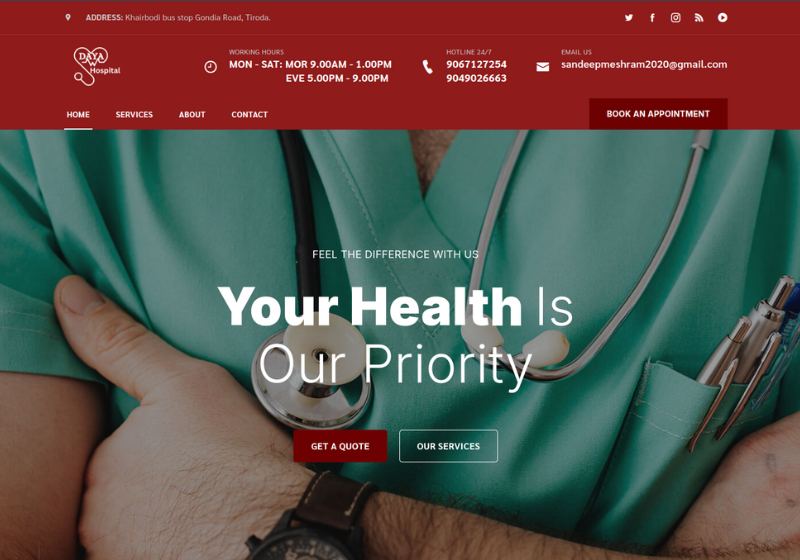 ADDRESS: Khairbodi bus stop Gondia Road, Tiroda.
DAYA
W
Hospital
WORKING HOURS
MON - SAT: MOR 9.00AM - 1.00PM
EVE 5.00PM - 9.00PM
HOTLINE 24/7
9067127254
9049026663
EMAIL US
sandeepmeshram2020@gmail.com
HOME SERVICES ABOUT CONTACT
BOOK AN APPOINTMENT
FEEL THE DIFFERENCE WITH US
Your Health Is
Our Priority
GET A QUOTE
OUR SERVICES